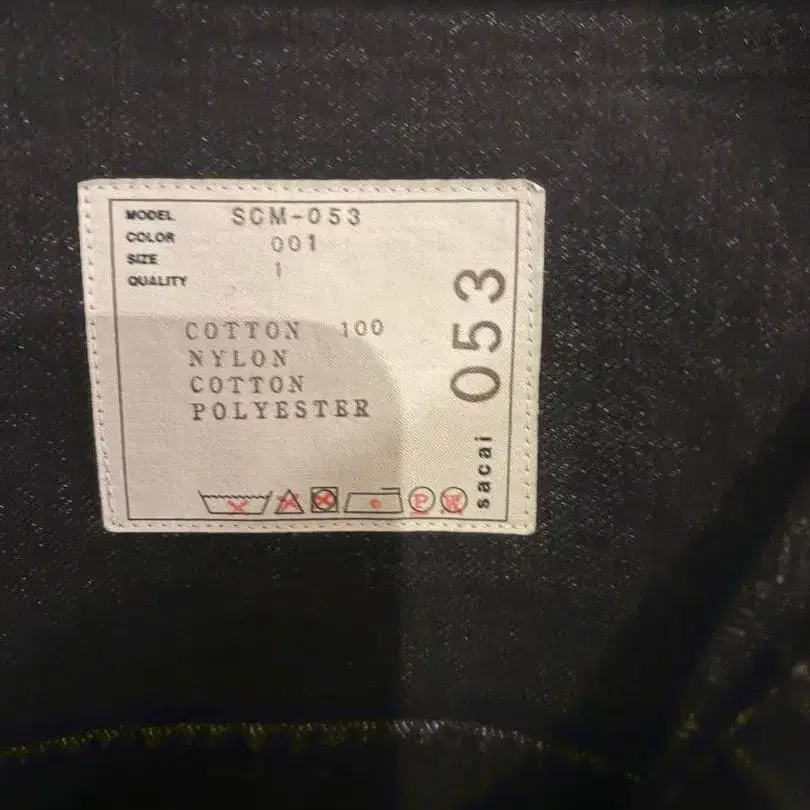 MODEL SCM-053
COLOR 001
SIZE 1
QUALITY
COTTON 100
NYLON
COTTON
POLYESTER
P
W
sacai 053